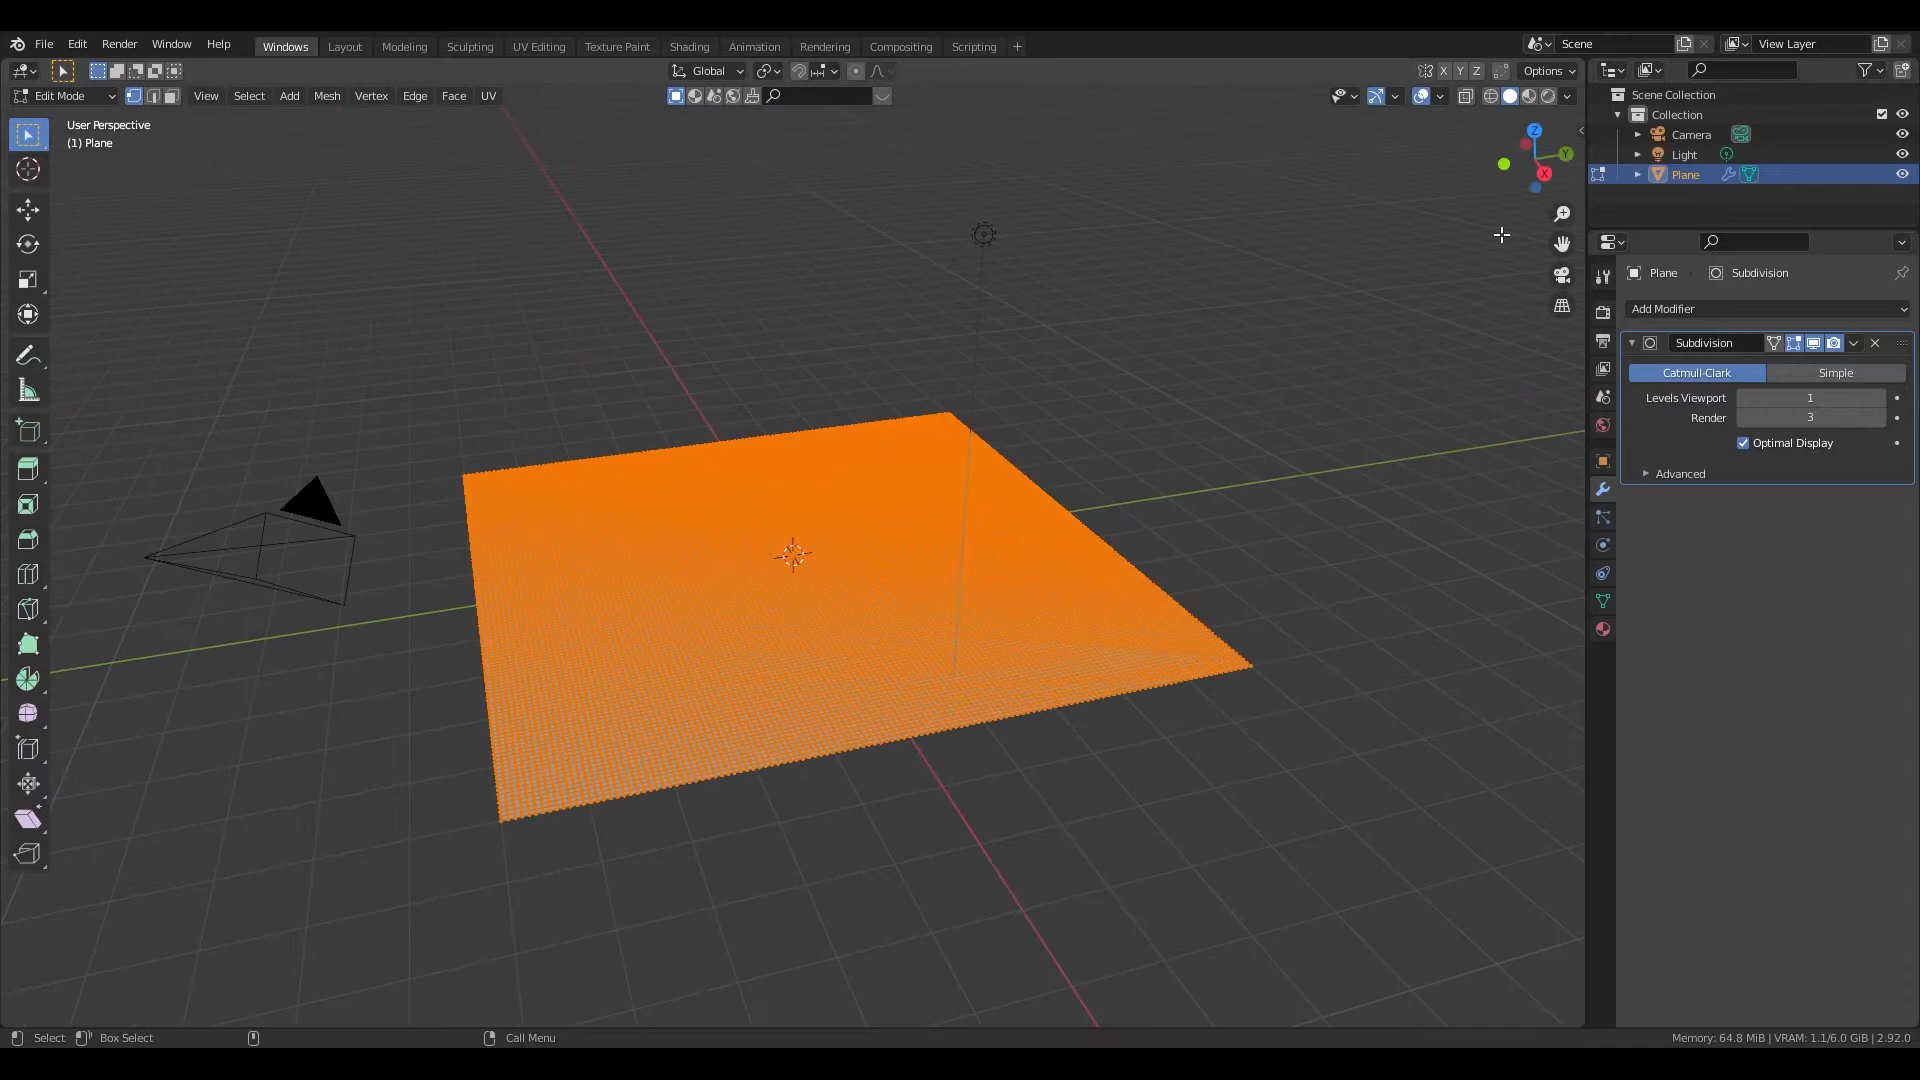 File Edit Render Window Help Windows Layout Modeling Sculpting UV Editing Texture Paint Shading Animation Rendering Compositing Scripting + Scene View Layer
Global X Y Z Options
Edit Mode View Select Add Mesh Vertex Edge Face UV
User Perspective
(1) Plane
Z
Y
X
Scene Collection
Collection
Camera
Light
Plane
Plane Subdivision
Add Modifier
Subdivision
Catmull-Clark Simple
Levels Viewport 1
Render 3
Optimal Display
Advanced
Select Box Select Call Menu Memory: 64.8 MiB | VRAM: 1.1/6.0 GiB | 2.92.0